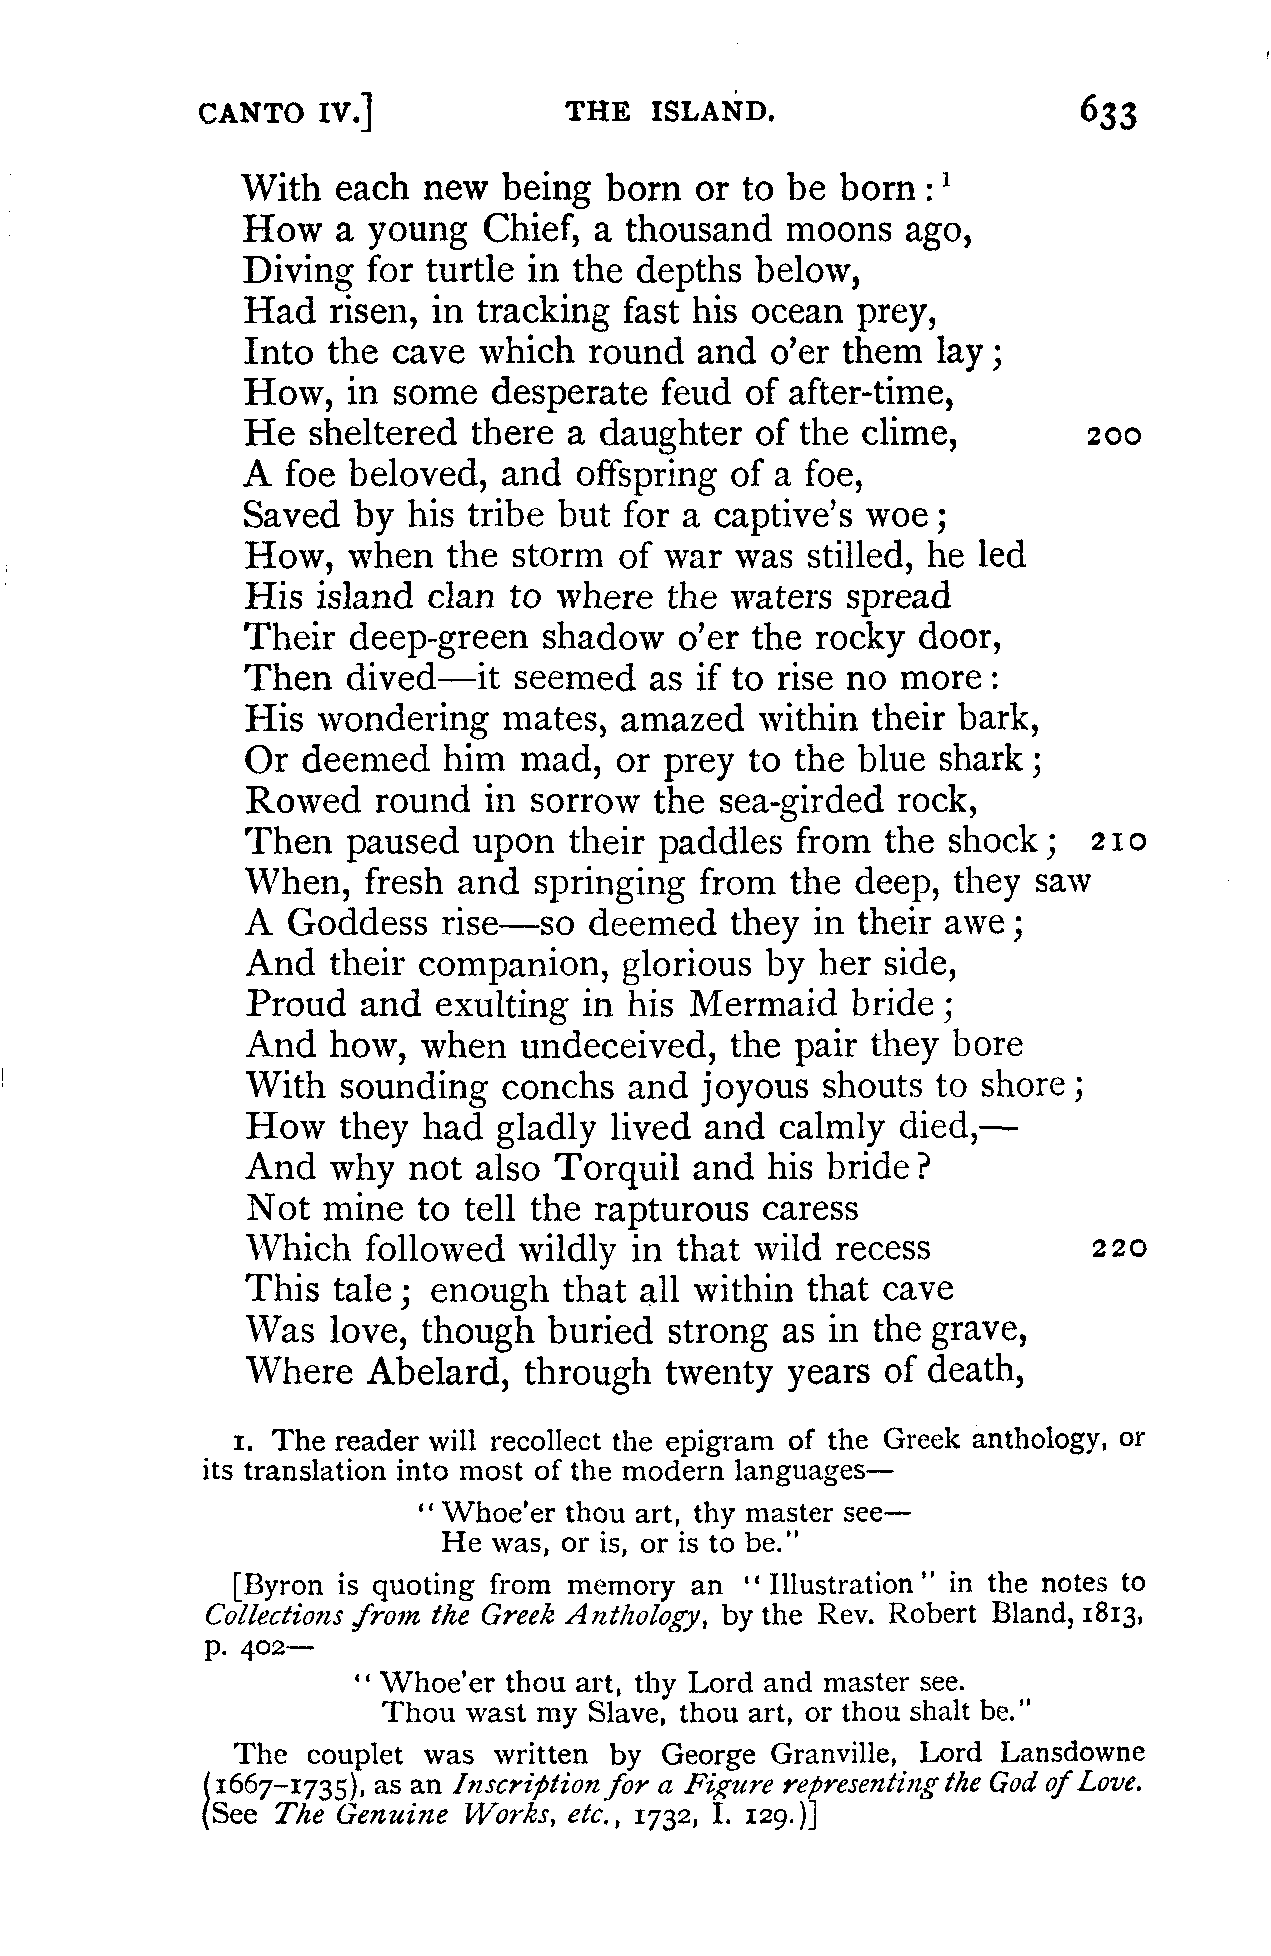 CANTO IV.] THE ISLAND. 633
With each new being born or to be born :¹
How a young Chief, a thousand moons ago,
Diving for turtle in the depths below,
Had risen, in tracking fast his ocean prey,
Into the cave which round and o'er them lay ;
How, in some desperate feud of after-time,
He sheltered there a daughter of the clime, 200
A foe beloved, and offspring of a foe,
Saved by his tribe but for a captive's woe ;
How, when the storm of war was stilled, he led
His island clan to where the waters spread
Their deep-green shadow o'er the rocky door,
Then dived—it seemed as if to rise no more :
His wondering mates, amazed within their bark,
Or deemed him mad, or prey to the blue shark ;
Rowed round in sorrow the sea-girded rock,
Then paused upon their paddles from the shock ; 210
When, fresh and springing from the deep, they saw
A Goddess rise—so deemed they in their awe ;
And their companion, glorious by her side,
Proud and exulting in his Mermaid bride ;
And how, when undeceived, the pair they bore
With sounding conchs and joyous shouts to shore ;
How they had gladly lived and calmly died,—
And why not also Torquil and his bride ?
Not mine to tell the rapturous caress
Which followed wildly in that wild recess 220
This tale ; enough that all within that cave
Was love, though buried strong as in the grave,
Where Abelard, through twenty years of death,
1. The reader will recollect the epigram of the Greek anthology, or
its translation into most of the modern languages—
" Whoe'er thou art, thy master see—
He was, or is, or is to be."
[Byron is quoting from memory an " Illustration " in the notes to
Collections from the Greek Anthology, by the Rev. Robert Bland, 1813,
p. 402—
" Whoe'er thou art, thy Lord and master see.
Thou wast my Slave, thou art, or thou shalt be."
The couplet was written by George Granville, Lord Lansdowne
(1667–1735), as an Inscription for a Figure representing the God of Love.
(See The Genuine Works, etc., 1732, I. 129.)]